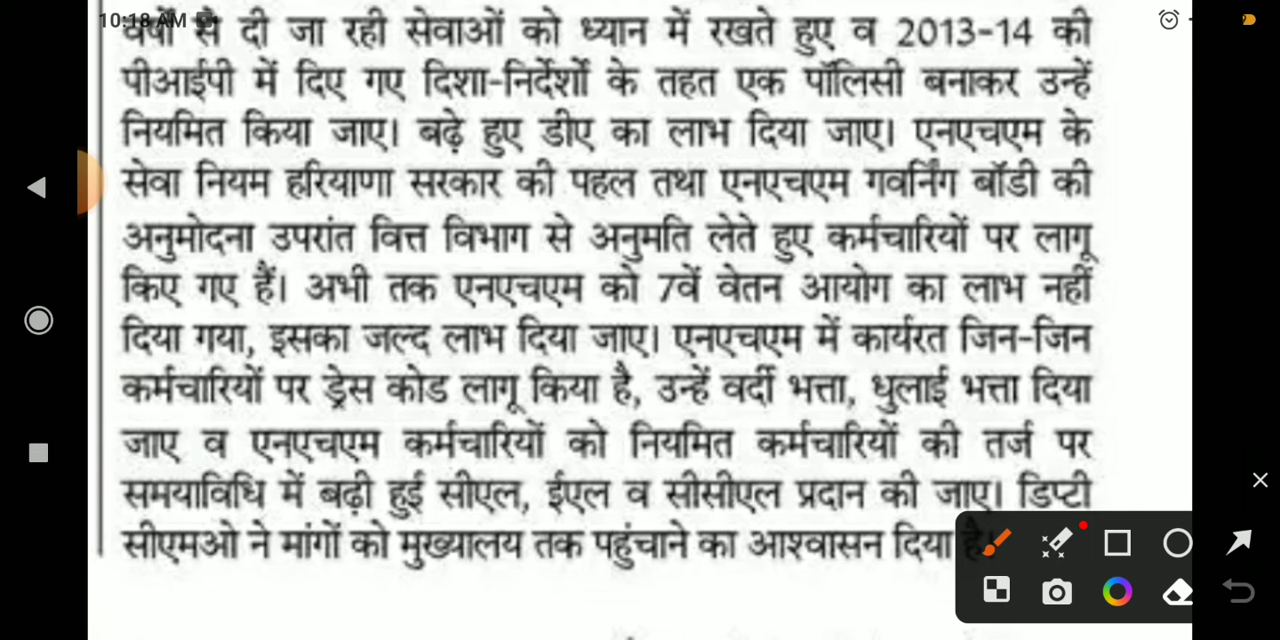 10:18 AM
वर्षों से दी जा रही सेवाओं को ध्यान में रखते हुए व 2013-14 की
पीआईपी में दिए गए दिशा-निर्देशों के तहत एक पॉलिसी बनाकर उन्हें
नियमित किया जाए। बढ़े हुए डीए का लाभ दिया जाए। एनएचएम के
सेवा नियम हरियाणा सरकार की पहल तथा एनएचएम गवर्निंग बॉडी की
अनुमोदना उपरांत वित्त विभाग से अनुमति लेते हुए कर्मचारियों पर लागू
किए गए हैं। अभी तक एनएचएम को 7वें वेतन आयोग का लाभ नहीं
दिया गया, इसका जल्द लाभ दिया जाए। एनएचएम में कार्यरत जिन-जिन
कर्मचारियों पर ड्रेस कोड लागू किया है, उन्हें वर्दी भत्ता, धुलाई भत्ता दिया
जाए व एनएचएम कर्मचारियों को नियमित कर्मचारियों की तर्ज पर
समयाविधि में बढ़ी हुई सीएल, ईएल व सीसीएल प्रदान की जाए। डिप्टी
सीएमओ ने मांगों को मुख्यालय तक पहुंचाने का आश्वासन दिया है।